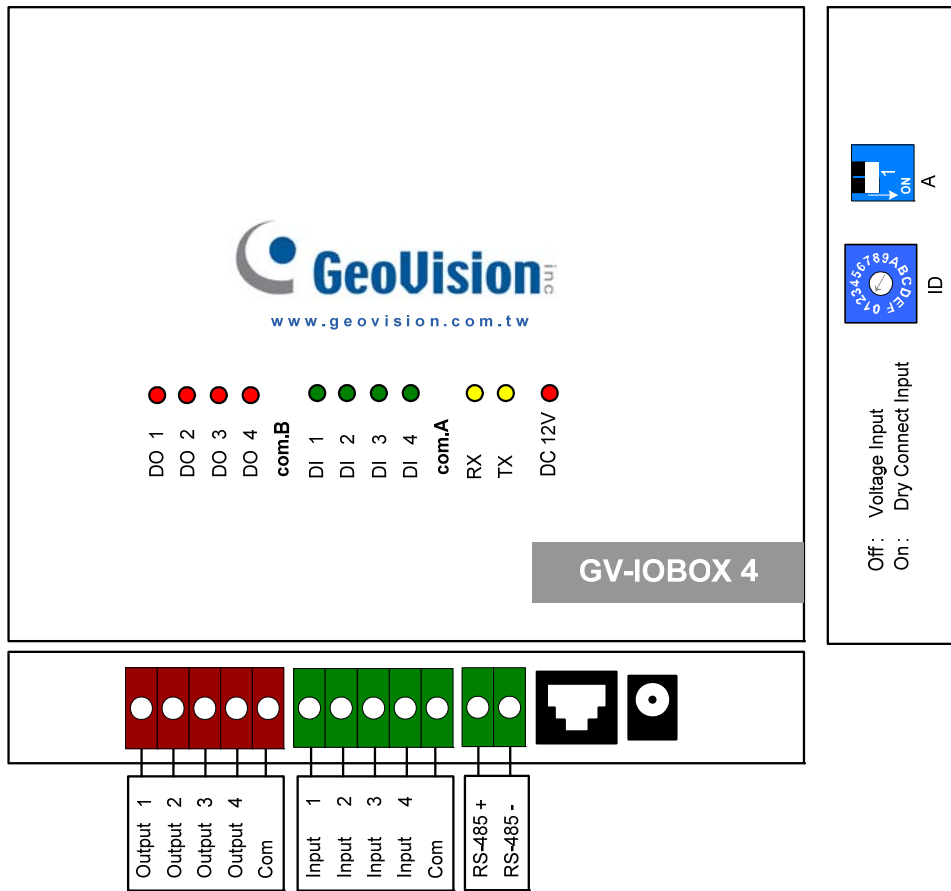 GeoVision inc
www.geovision.com.tw
DO 1
DO 2
DO 3
DO 4
com.B
DI 1
DI 2
DI 3
DI 4
com.A
RX
TX
DC 12V
GV-IOBOX 4
1
ON
A
0123456789ABCDEF
ID
Off : Voltage Input
On : Dry Connect Input
Output 1
Output 2
Output 3
Output 4
Com
Input 1
Input 2
Input 3
Input 4
Com
RS-485 +
RS-485 -